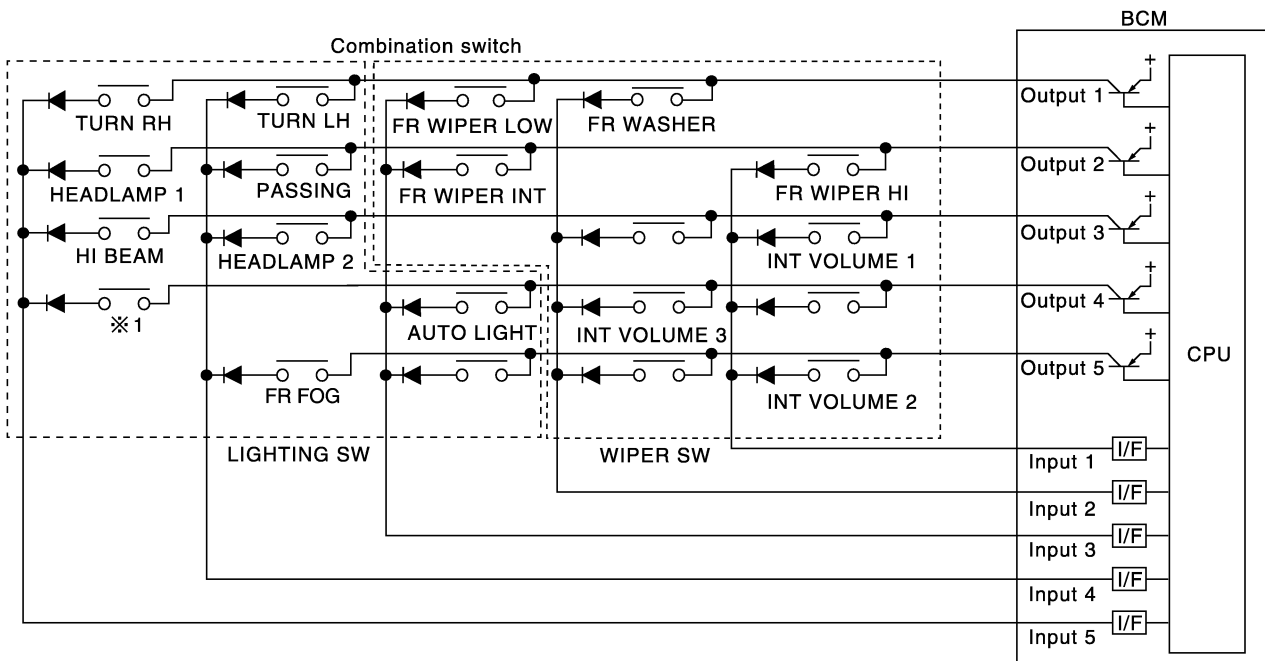 BCM
Combination switch
+
Output 1
TURN RH
TURN LH
FR WIPER LOW
FR WASHER
+
Output 2
HEADLAMP 1
PASSING
FR WIPER INT
FR WIPER HI
+
Output 3
HI BEAM
HEADLAMP 2
INT VOLUME 1
+
Output 4
※1
AUTO LIGHT
INT VOLUME 3
+
CPU
Output 5
FR FOG
INT VOLUME 2
LIGHTING SW
WIPER SW
Input 1
I/F
Input 2
I/F
Input 3
I/F
Input 4
I/F
Input 5
I/F